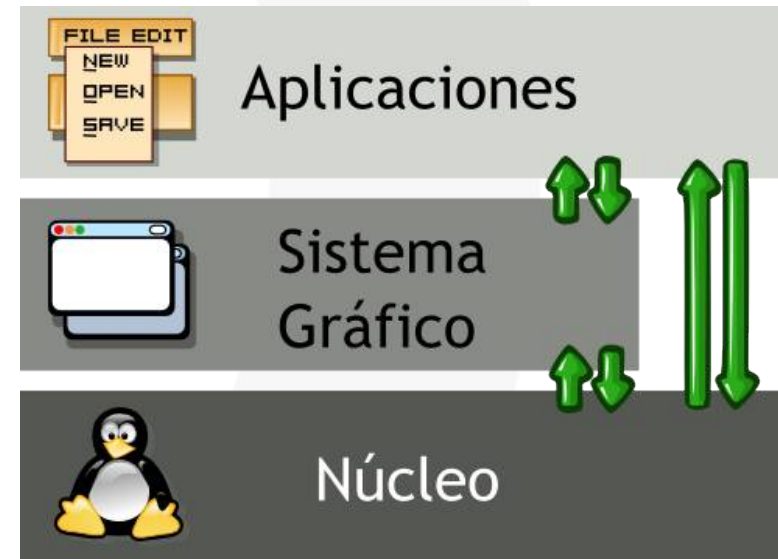 FILE EDIT
NEW
OPEN
SAVE
Aplicaciones
Sistema
Gráfico
Núcleo